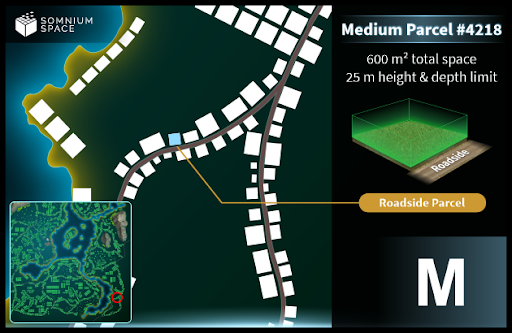 SOMNIUM
SPACE
Medium Parcel #4218
600 m² total space
25 m height & depth limit
Roadside
Roadside Parcel
M